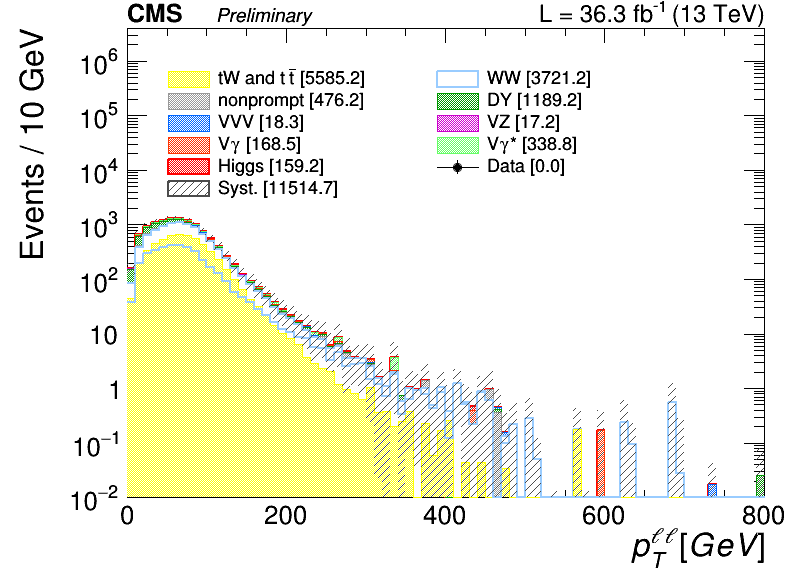 CMS Preliminary L = 36.3 fb⁻¹ (13 TeV)
Events / 10 GeV
10⁶
10⁵
10⁴
10³
10²
10
1
10⁻¹
10⁻²
tW and tt̅ [5585.2]
nonprompt [476.2]
VVV [18.3]
Vγ [168.5]
Higgs [159.2]
Syst. [11514.7]
WW [3721.2]
DY [1189.2]
VZ [17.2]
Vγ* [338.8]
Data [0.0]
0 200 400 600 800
p_T^{ℓℓ} [GeV]